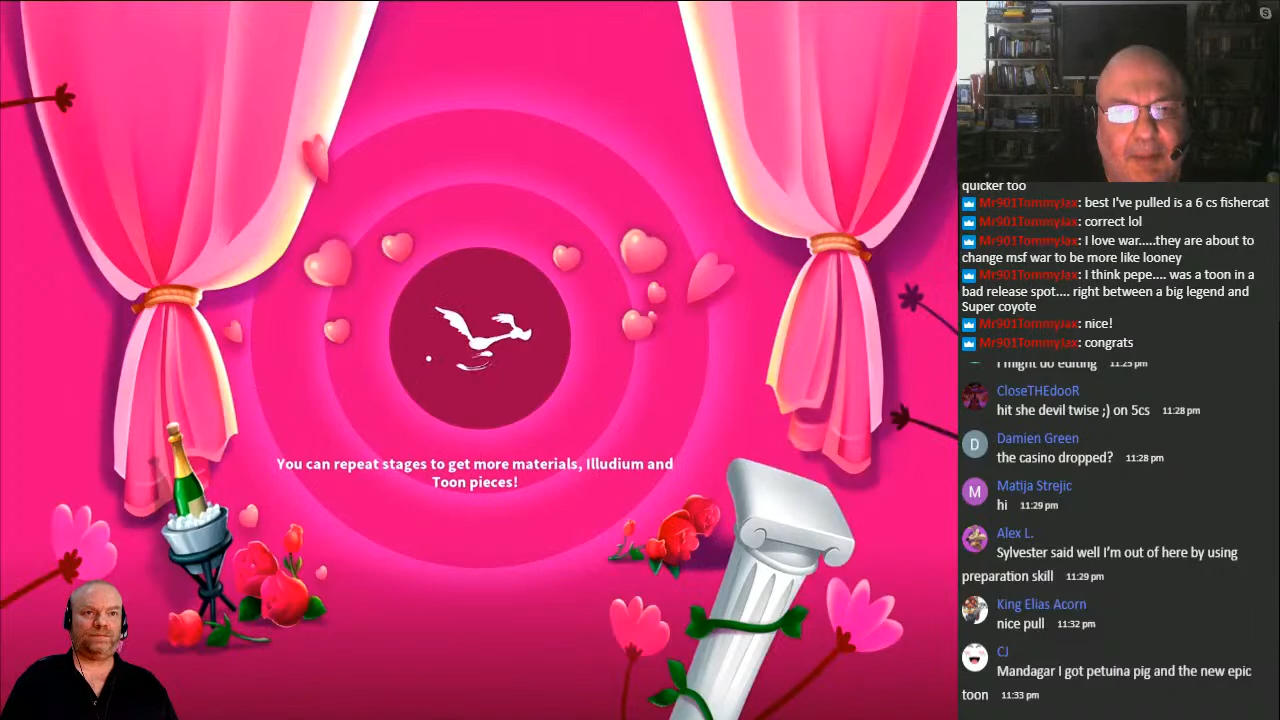 You can repeat stages to get more materials, Illudium and
Toon pieces!
quicker too
Mr901TommyJax: best I've pulled is a 6 cs fishercat
Mr901TommyJax: correct lol
Mr901TommyJax: I love war.....they are about to
change msf war to be more like looney
Mr901TommyJax: I think pepe.... was a toon in a
bad release spot.... right between a big legend and
Super coyote
Mr901TommyJax: nice!
Mr901TommyJax: congrats
I might do editing 11:25 pm
CloseTHEdooR
hit she devil twise ;) on 5cs 11:28 pm
D
Damien Green
the casino dropped? 11:28 pm
M
Matija Strejic
hi 11:29 pm
Alex L.
Sylvester said well I'm out of here by using
preparation skill 11:29 pm
King Elias Acorn
nice pull 11:32 pm
CJ
Mandagar I got petuina pig and the new epic
toon 11:33 pm